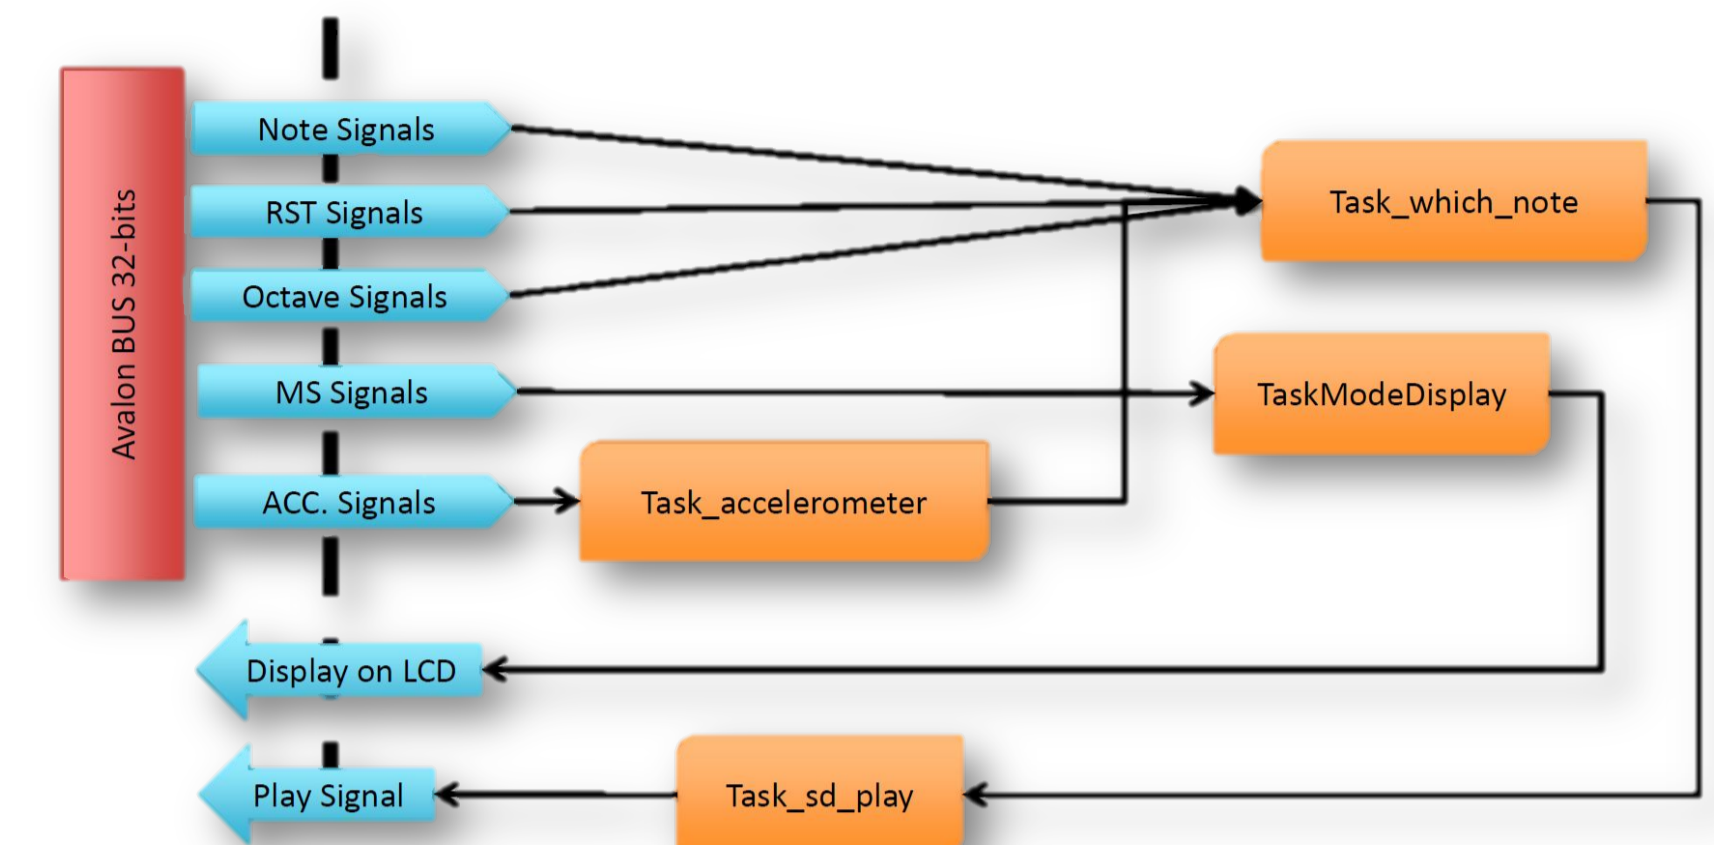 Avalon BUS 32-bits
Note Signals
RST Signals
Octave Signals
MS Signals
ACC. Signals
Task_which_note
TaskModeDisplay
Task_accelerometer
Display on LCD
Play Signal
Task_sd_play